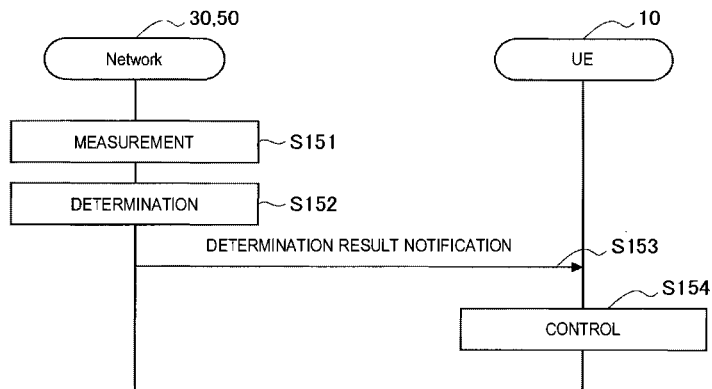 30,50
10
Network
UE
MEASUREMENT
S151
DETERMINATION
S152
DETERMINATION RESULT NOTIFICATION
S153
S154
CONTROL